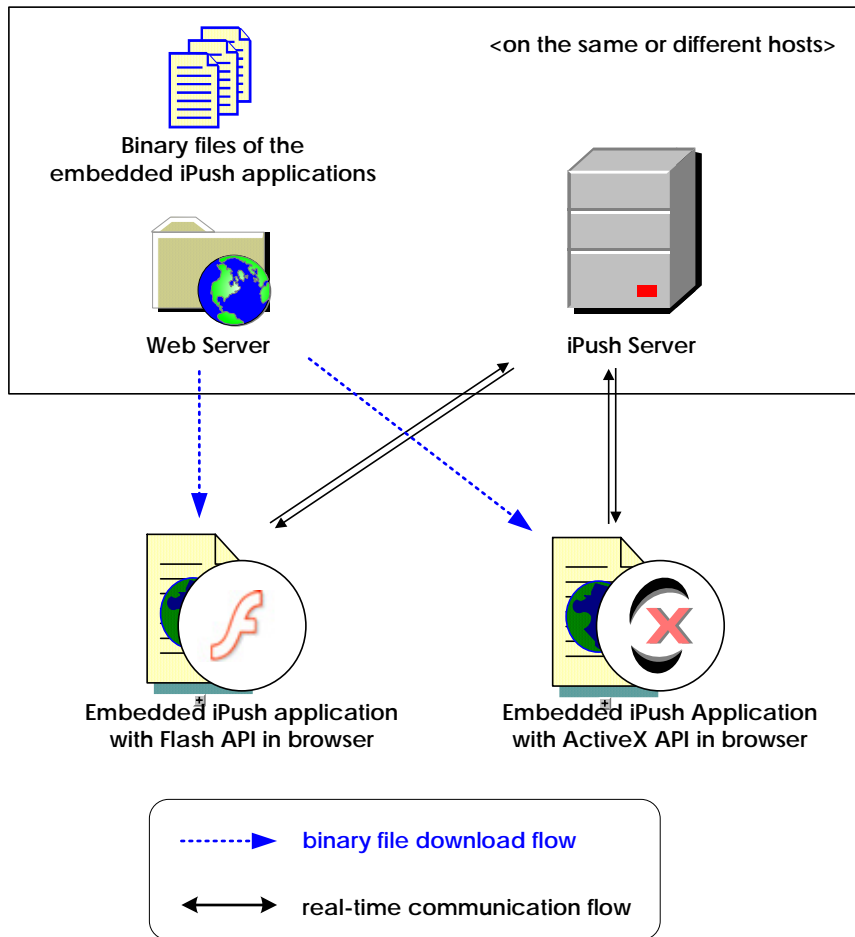 <on the same or different hosts>
Binary files of the
embedded iPush applications
Web Server
iPush Server
Embedded iPush application
with Flash API in browser
Embedded iPush Application
with ActiveX API in browser
binary file download flow
real-time communication flow